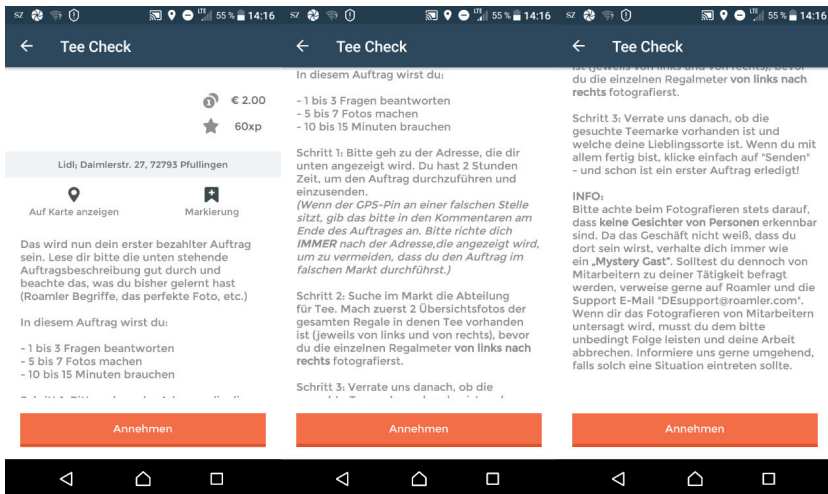 SZ LTE 55 % 14:16
Tee Check
€ 2.00
60xp
Lidl; Daimlerstr. 27, 72793 Pfullingen
Auf Karte anzeigen
Markierung
Das wird nun dein erster bezahlter Auftrag
sein. Lese dir bitte die unten stehende
Auftragsbeschreibung gut durch und
beachte das, was du bisher gelernt hast
(Roamler Begriffe, das perfekte Foto, etc.)
In diesem Auftrag wirst du:
- 1 bis 3 Fragen beantworten
- 5 bis 7 Fotos machen
- 10 bis 15 Minuten brauchen
Annehmen
SZ LTE 55 % 14:16
Tee Check
In diesem Auftrag wirst du:
- 1 bis 3 Fragen beantworten
- 5 bis 7 Fotos machen
- 10 bis 15 Minuten brauchen
Schritt 1: Bitte geh zu der Adresse, die dir
unten angezeigt wird. Du hast 2 Stunden
Zeit, um den Auftrag durchzuführen und
einzusenden.
(Wenn der GPS-Pin an einer falschen Stelle
sitzt, gib das bitte in den Kommentaren am
Ende des Auftrages an. Bitte richte dich
IMMER nach der Adresse,die angezeigt wird,
um zu vermeiden, dass du den Auftrag im
falschen Markt durchführst.)
Schritt 2: Suche im Markt die Abteilung
für Tee. Mach zuerst 2 Übersichtsfotos der
gesamten Regale in denen Tee vorhanden
ist (jeweils von links und von rechts), bevor
du die einzelnen Regalmeter von links nach
rechts fotografierst.
Schritt 3: Verrate uns danach, ob die
Annehmen
SZ LTE 55 % 14:16
Tee Check
ist (jeweils von links und von rechts), bevor
du die einzelnen Regalmeter von links nach
rechts fotografierst.
Schritt 3: Verrate uns danach, ob die
gesuchte Teemarke vorhanden ist und
welche deine Lieblingssorte ist. Wenn du mit
allem fertig bist, klicke einfach auf "Senden"
- und schon ist ein erster Auftrag erledigt!
INFO:
Bitte achte beim Fotografieren stets darauf,
dass keine Gesichter von Personen erkennbar
sind. Da das Geschäft nicht weiß, dass du
dort sein wirst, verhalte dich immer wie
ein „Mystery Gast". Solltest du dennoch von
Mitarbeitern zu deiner Tätigkeit befragt
werden, verweise gerne auf Roamler und die
Support E-Mail "DEsupport@roamler.com".
Wenn dir das Fotografieren von Mitarbeitern
untersagt wird, musst du dem bitte
unbedingt Folge leisten und deine Arbeit
abbrechen. Informiere uns gerne umgehend,
falls solch eine Situation eintreten sollte.
Annehmen